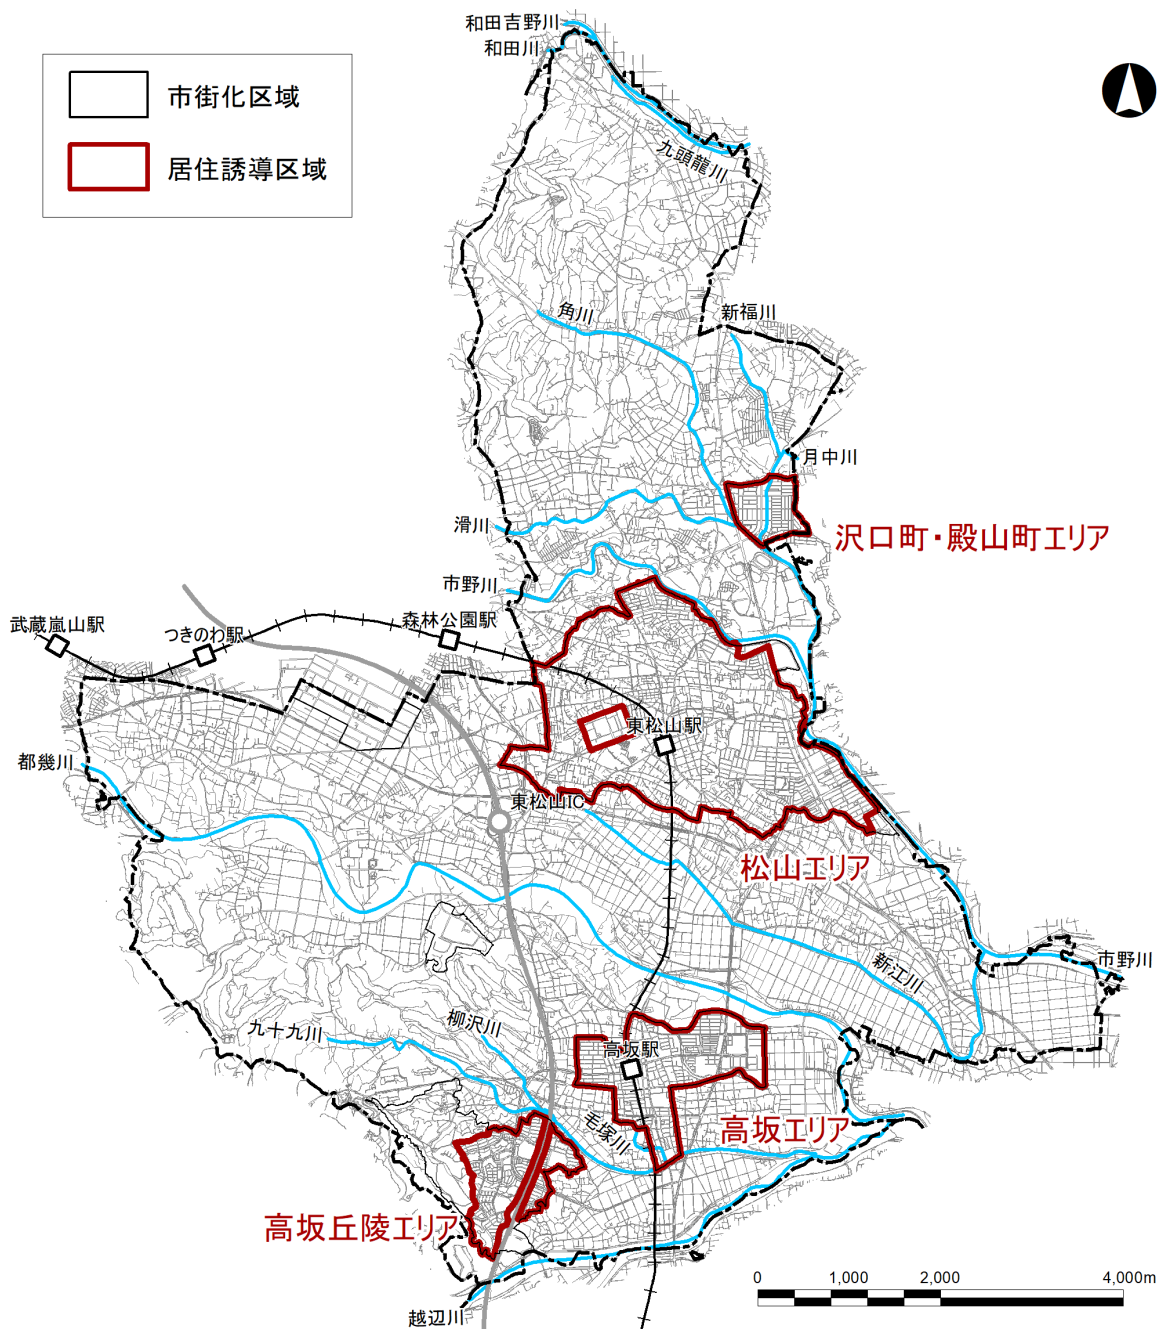 和田吉野川
和田川
市街化区域
居住誘導区域
九頭龍川
角川
新福川
月中川
滑川
沢口町・殿山町エリア
市野川
武蔵嵐山駅
つきのわ駅
森林公園駅
東松山駅
都幾川
東松山IC
松山エリア
新江川
市野川
柳沢川
九十九川
高坂駅
毛塚川
高坂エリア
高坂丘陵エリア
越辺川
0 1,000 2,000 4,000m